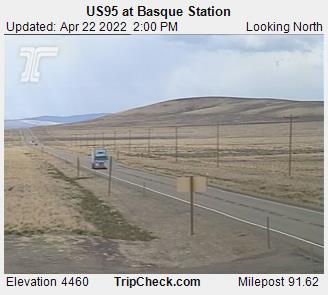 US95 at Basque Station
Updated: Apr 22 2022 2:00 PM Looking North
Elevation 4460 TripCheck.com Milepost 91.62